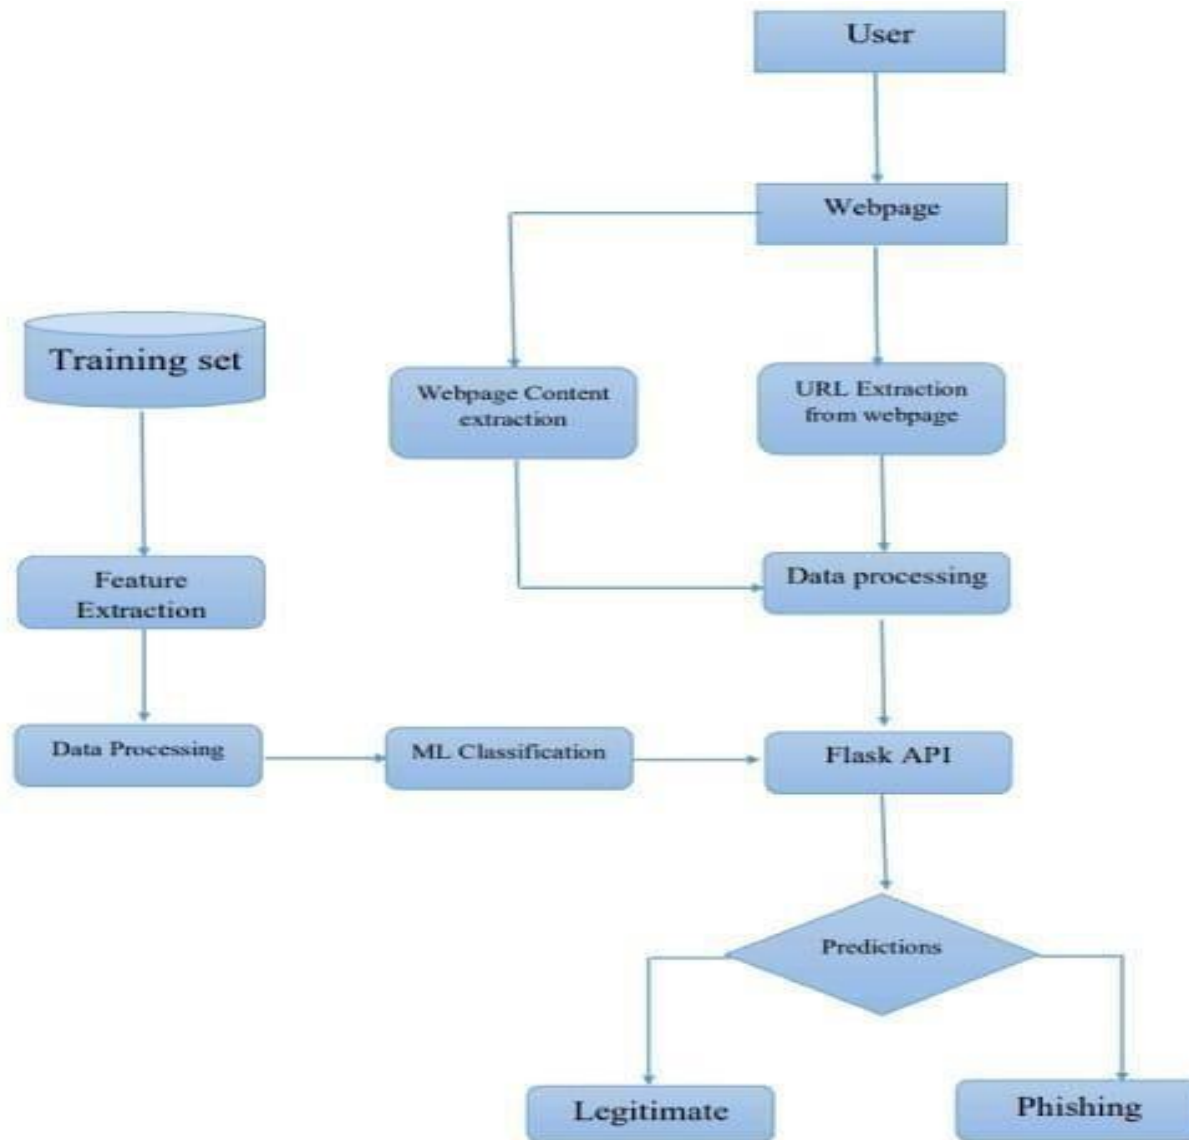 User
Webpage
Training set
Webpage Content
extraction
URL Extraction
from webpage
Feature
Extraction
Data processing
Data Processing
ML Classification
Flask API
Predictions
Legitimate
Phishing